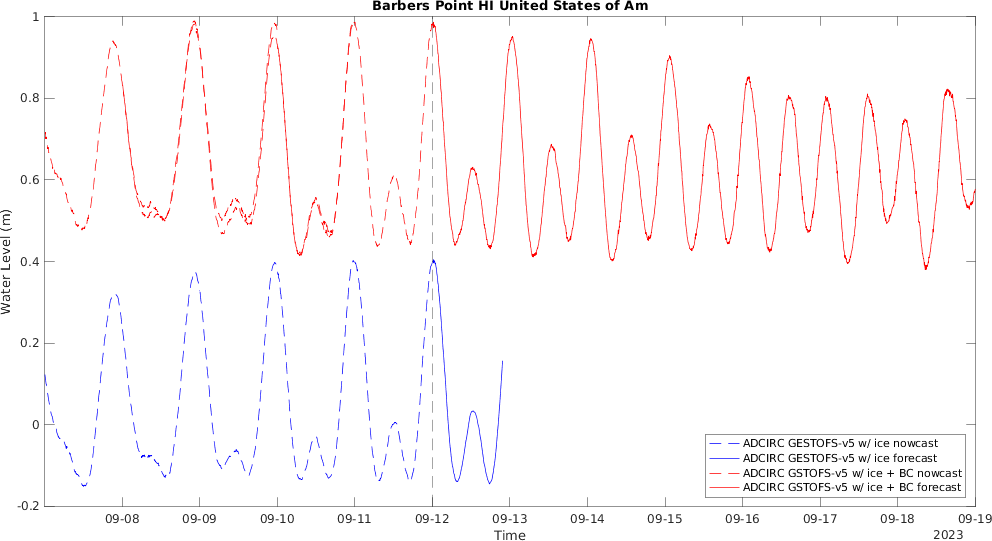 Barbers Point HI United States of Am
Water Level (m)
1
0.8
0.6
0.4
0.2
0
-0.2
09-08 09-09 09-10 09-11 09-12 09-13 09-14 09-15 09-16 09-17 09-18 09-19
Time
2023
ADCIRC GESTOFS-v5 w/ ice nowcast
ADCIRC GESTOFS-v5 w/ ice forecast
ADCIRC GSTOFS-v5 w/ ice + BC nowcast
ADCIRC GSTOFS-v5 w/ ice + BC forecast